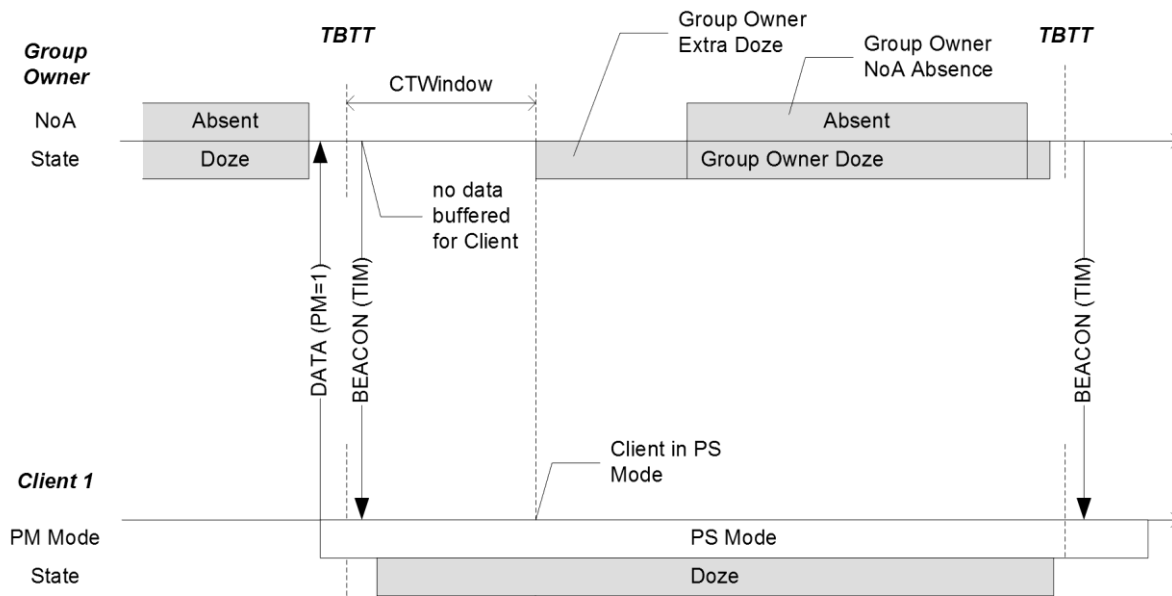 Group
Owner
TBTT
Group Owner
Extra Doze
Group Owner
NoA Absence
TBTT
CTWindow
NoA
Absent
Absent
State
Doze
Group Owner Doze
no data
buffered
for Client
DATA (PM=1)
BEACON (TIM)
BEACON (TIM)
Client 1
Client in PS
Mode
PM Mode
PS Mode
State
Doze